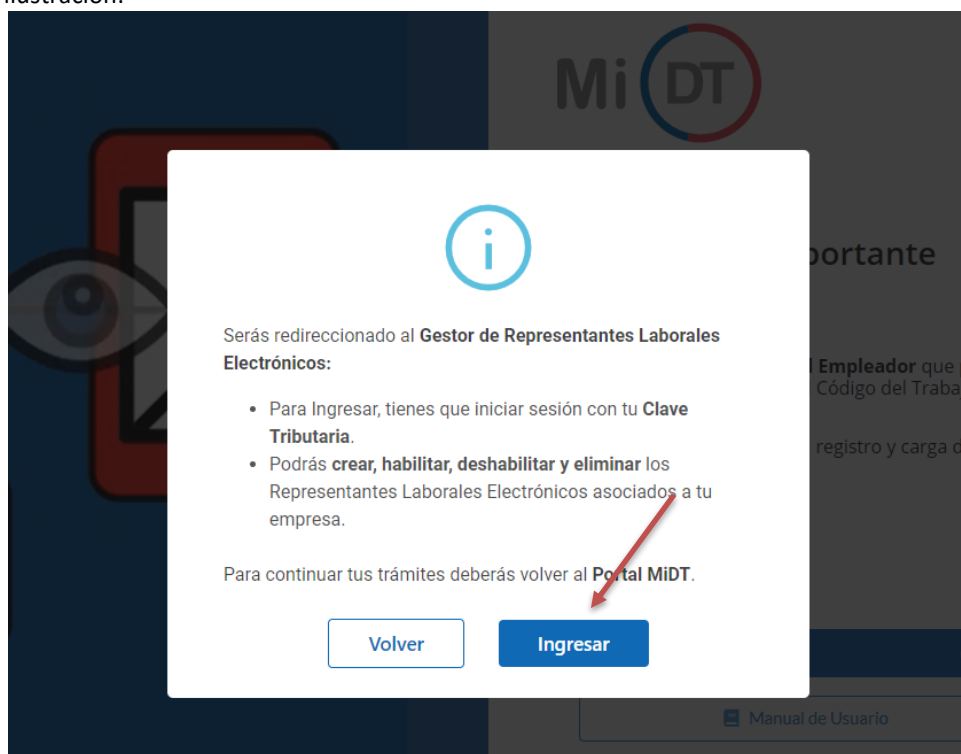 Mi DT
Serás redireccionado al Gestor de Representantes Laborales
Electrónicos:
• Para Ingresar, tienes que iniciar sesión con tu Clave
Tributaria.
• Podrás crear, habilitar, deshabilitar y eliminar los
Representantes Laborales Electrónicos asociados a tu
empresa.
Para continuar tus trámites deberás volver al Portal MiDT.
Volver
Ingresar
Empleador que
Código del Traba
registro y carga
Manual de Usuario